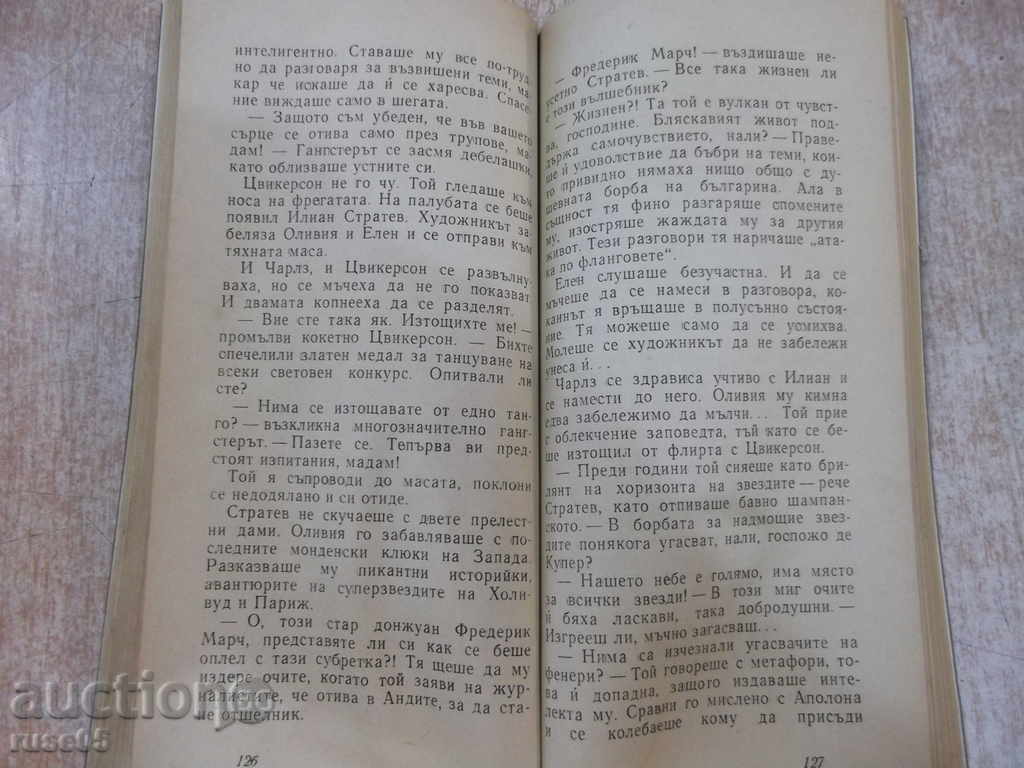 интелигентно. Ставаше му все по-труд-
но да разговаря за възвишени теми, ма-
кар че искаше да ѝ се харесва. Спасе-
ние виждаше само в шегата.
— Защото съм убеден, че във вашето
сърце се отива само през трупове, ма-
дам! — Гангстерът се засмя дебелашки,
като облизваше устните си.
Цвикерсон не го чу. Той гледаше към
носа на фрегатата. На палубата се беше
появил Илиан Стратев. Художникът за-
беляза Оливия и Елен и се отправи към
тяхната маса.
И Чарлз, и Цвикерсон се развълну-
ваха, но се мъчеха да не го показват.
И двамата копнееха да се разделят.
— Вие сте така як. Изтощихте ме! —
промълви кокетно Цвикерсон. — Бихте
спечелили златен медал за танцуване на
всеки световен конкурс. Опитвали ли
сте?
— Нима се изтощавате от едно тан-
го? — възкликна многозначително ганг-
стерът. — Пазете се. Тепърва ви пред-
стоят изпитания, мадам!
Той я съпроводи до масата, поклони
се недодялано и си отиде.
Стратев не скучаеше с двете прелест-
ни дами. Оливия го забавляваше с по-
следните монденски клюки на Запада.
Разказваше му пикантни историйки,
авантюрите на суперзвездите на Холи-
вуд и Париж.
— О, този стар донжуан Фредерик
Марч, представяте ли си как се беше
оплел с тази субретка?! Тя щеше да му
издере очите, когато той заяви на жур-
налистите, че отива в Андите, за да ста-
не отшелник.
126
— Фредерик Марч! — въздишаше не-
усетно Стратев. — Все така жизнен ли
е този вълшебник?
— Жизнен?! Та той е вулкан от чувст-
ва, господине. Бляскавият живот под-
държа самочувствието, нали? — Праве-
ше ѝ удоволствие да бъбри на теми, кои-
то привидно нямаха нищо общо с ду-
шевната борба на българина. Ала в
същност тя фино разгаряше спомените
му, изостряше жаждата му за другия
живот. Тези разговори тя наричаше „ата-
ка по фланговете“.
Елен слушаше безучастна. И да се
мъчеше да се намеси в разговора, ко-
каинът я връщаше в полусънно състоя-
ние. Тя можеше само да се усмихва.
Молеше се художникът да не забележи
унеса ѝ...
Чарлз се здрависа учтиво с Илиан и
се намести до него. Оливия му кимна
едва забележимо да мълчи... Той прие
с облекчение заповедта, тъй като се бе-
ше изтощил от флирта с Цвикерсон.
— Преди години той сияеше като бри-
лянт на хоризонта на звездите — рече
Стратев, като отпиваше бавно шампан-
ското. — В борбата за надмощие звез-
дите понякога угасват, нали, госпожо де
Купер?
— Нашето небе е голямо, има място
за всички звезди! — В този миг очите
ѝ бяха ласкави, така добродушни. —
Изгрееш ли, мъчно загасваш...
— Нима са изчезнали угасвачите на
фенери? — Той говореше с метафори, то-
ва ѝ допадна, защото издаваше инте-
лекта му. Сравни го мислено с Аполона
и се колебаеше кому да присъди
127
auction
ruse05